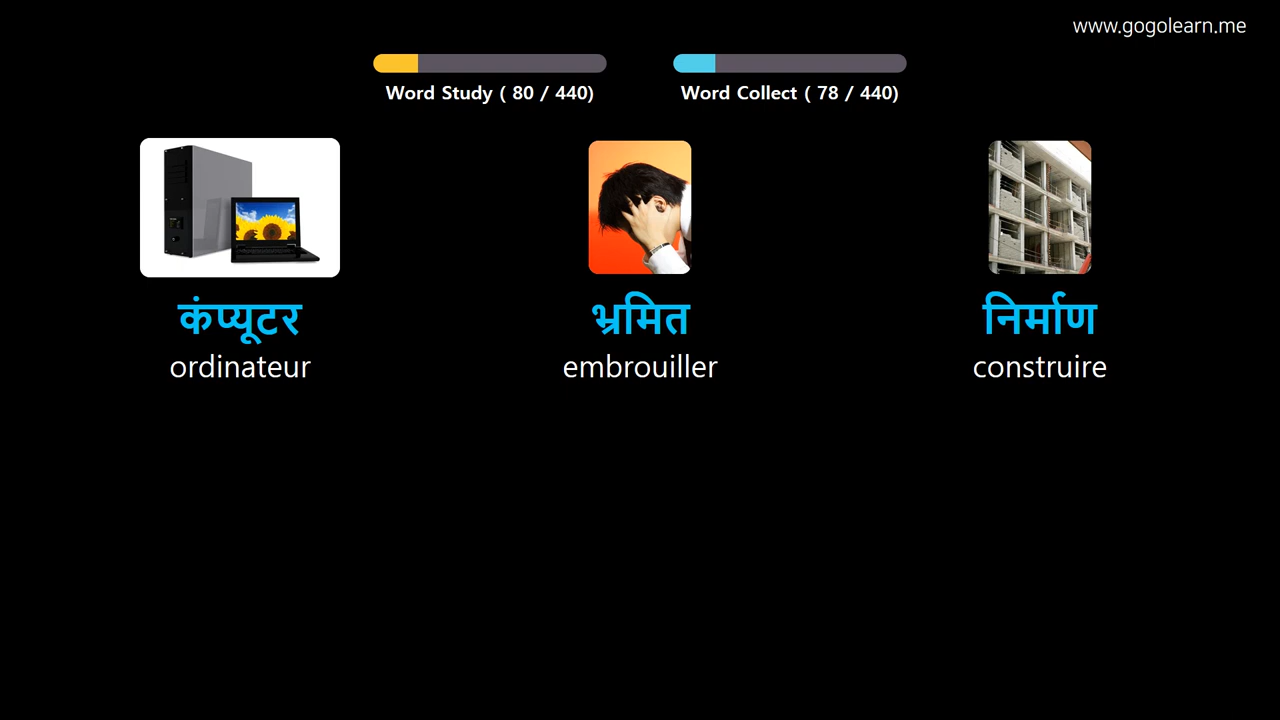 www.gogolearn.me
Word Study ( 80 / 440)
Word Collect ( 78 / 440)
कंप्यूटर
भ्रमित
निर्माण
ordinateur
embrouiller
construire